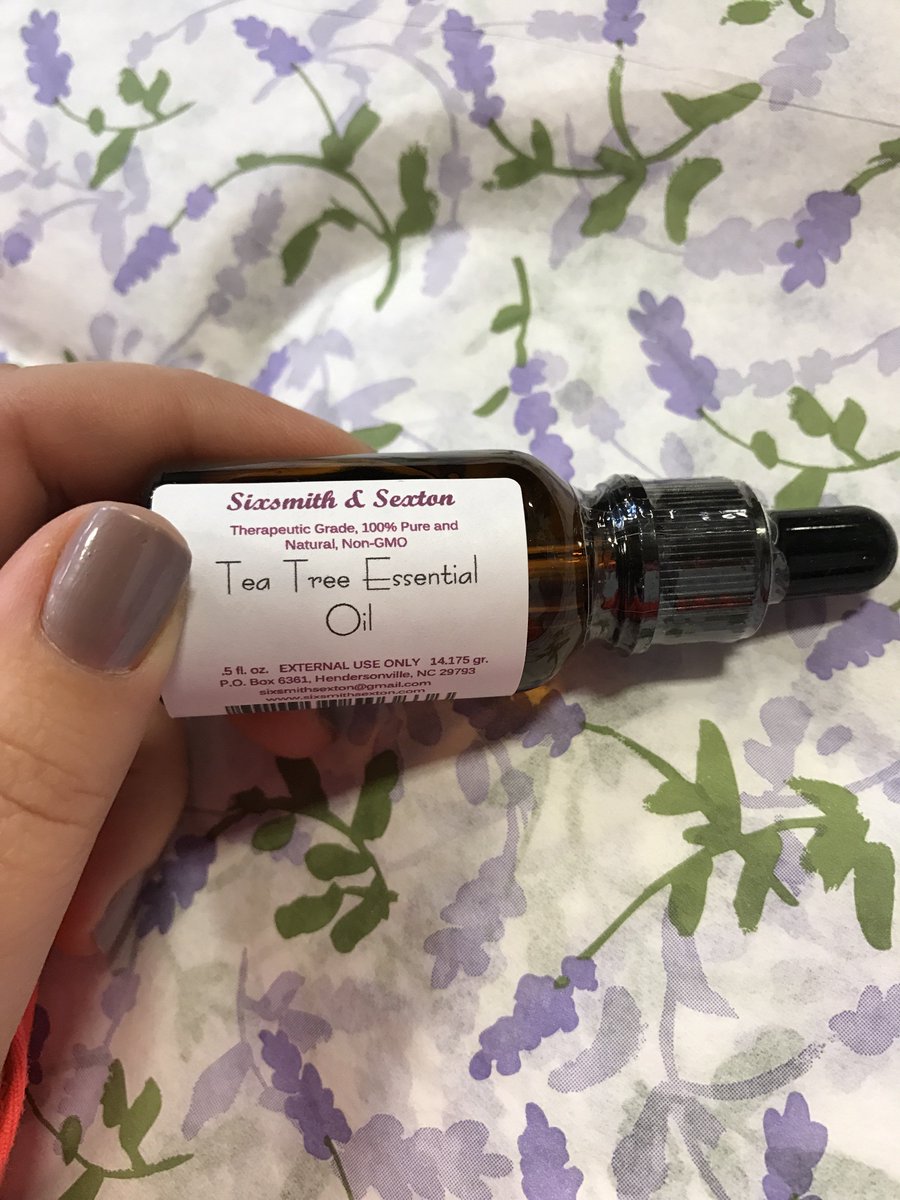 Sixsmith & Sexton
Therapeutic Grade, 100% Pure and
Natural, Non-GMO
Tea Tree Essential
Oil
.5 fl. oz. EXTERNAL USE ONLY 14.175 gr.
P.O. Box 6361, Hendersonville, NC 29793
sixsmithsexton@gmail.com
www.sixsmithsexton.com